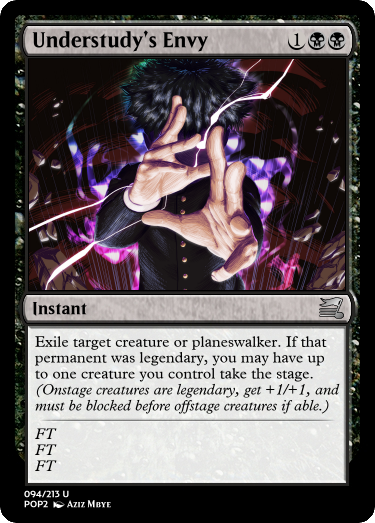 Understudy's Envy 1
Instant
Exile target creature or planeswalker. If that
permanent was legendary, you may have up
to one creature you control take the stage.
(Onstage creatures are legendary, get +1/+1, and
must be blocked before offstage creatures if able.)
FT
FT
FT
094/213 U
POP2 Aziz Mbye